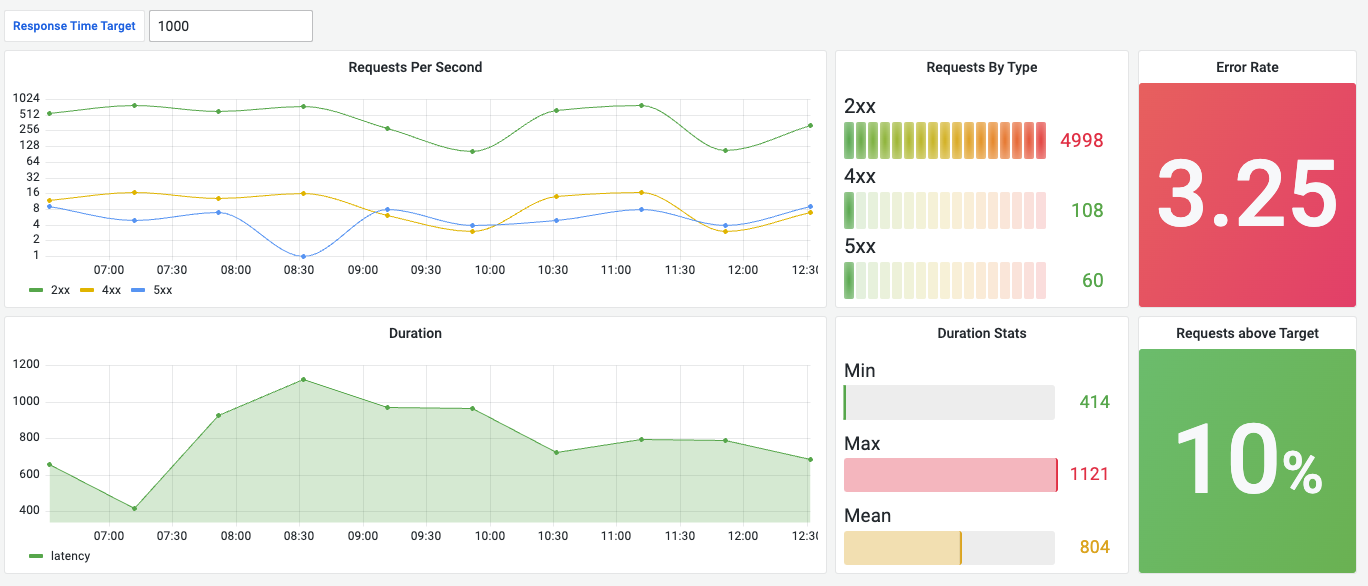 Response Time Target 1000
Requests Per Second
1024
512
256
128
64
32
16
8
4
2
1
07:00 07:30 08:00 08:30 09:00 09:30 10:00 10:30 11:00 11:30 12:00 12:30
2xx 4xx 5xx
Requests By Type
2xx
4998
4xx
108
5xx
60
Error Rate
3.25
Duration
1200
1000
800
600
400
07:00 07:30 08:00 08:30 09:00 09:30 10:00 10:30 11:00 11:30 12:00 12:30
latency
Duration Stats
Min
414
Max
1121
Mean
804
Requests above Target
10%